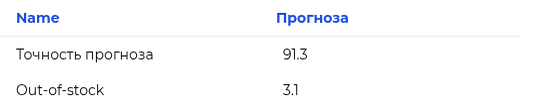 Name Прогноза
Точность прогноза 91.3
Out-of-stock 3.1